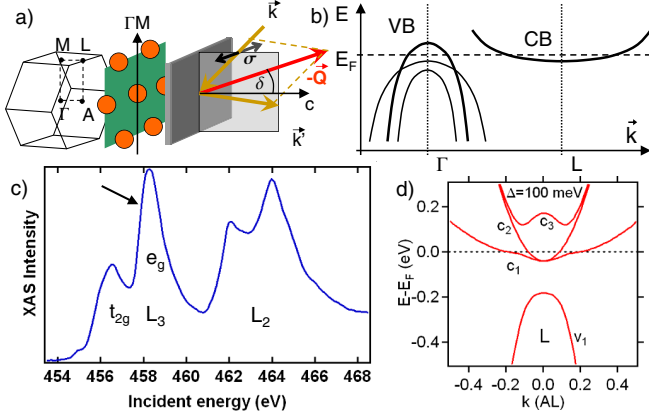 a)
ΓM
k
M L
Γ A
σ
-Q
δ
c
k'
b)
E
VB
CB
E_F
k
Γ
L
c)
XAS Intensity
t_2g
e_g
L_3
L_2
454 456 458 460 462 464 466 468
Incident energy (eV)
d)
Δ=100 meV
E-E_F (eV)
0.2
0.0
-0.2
-0.4
c_2
c_3
c_1
L
v_1
-0.4 -0.2 0.0 0.2 0.4
k (AL)